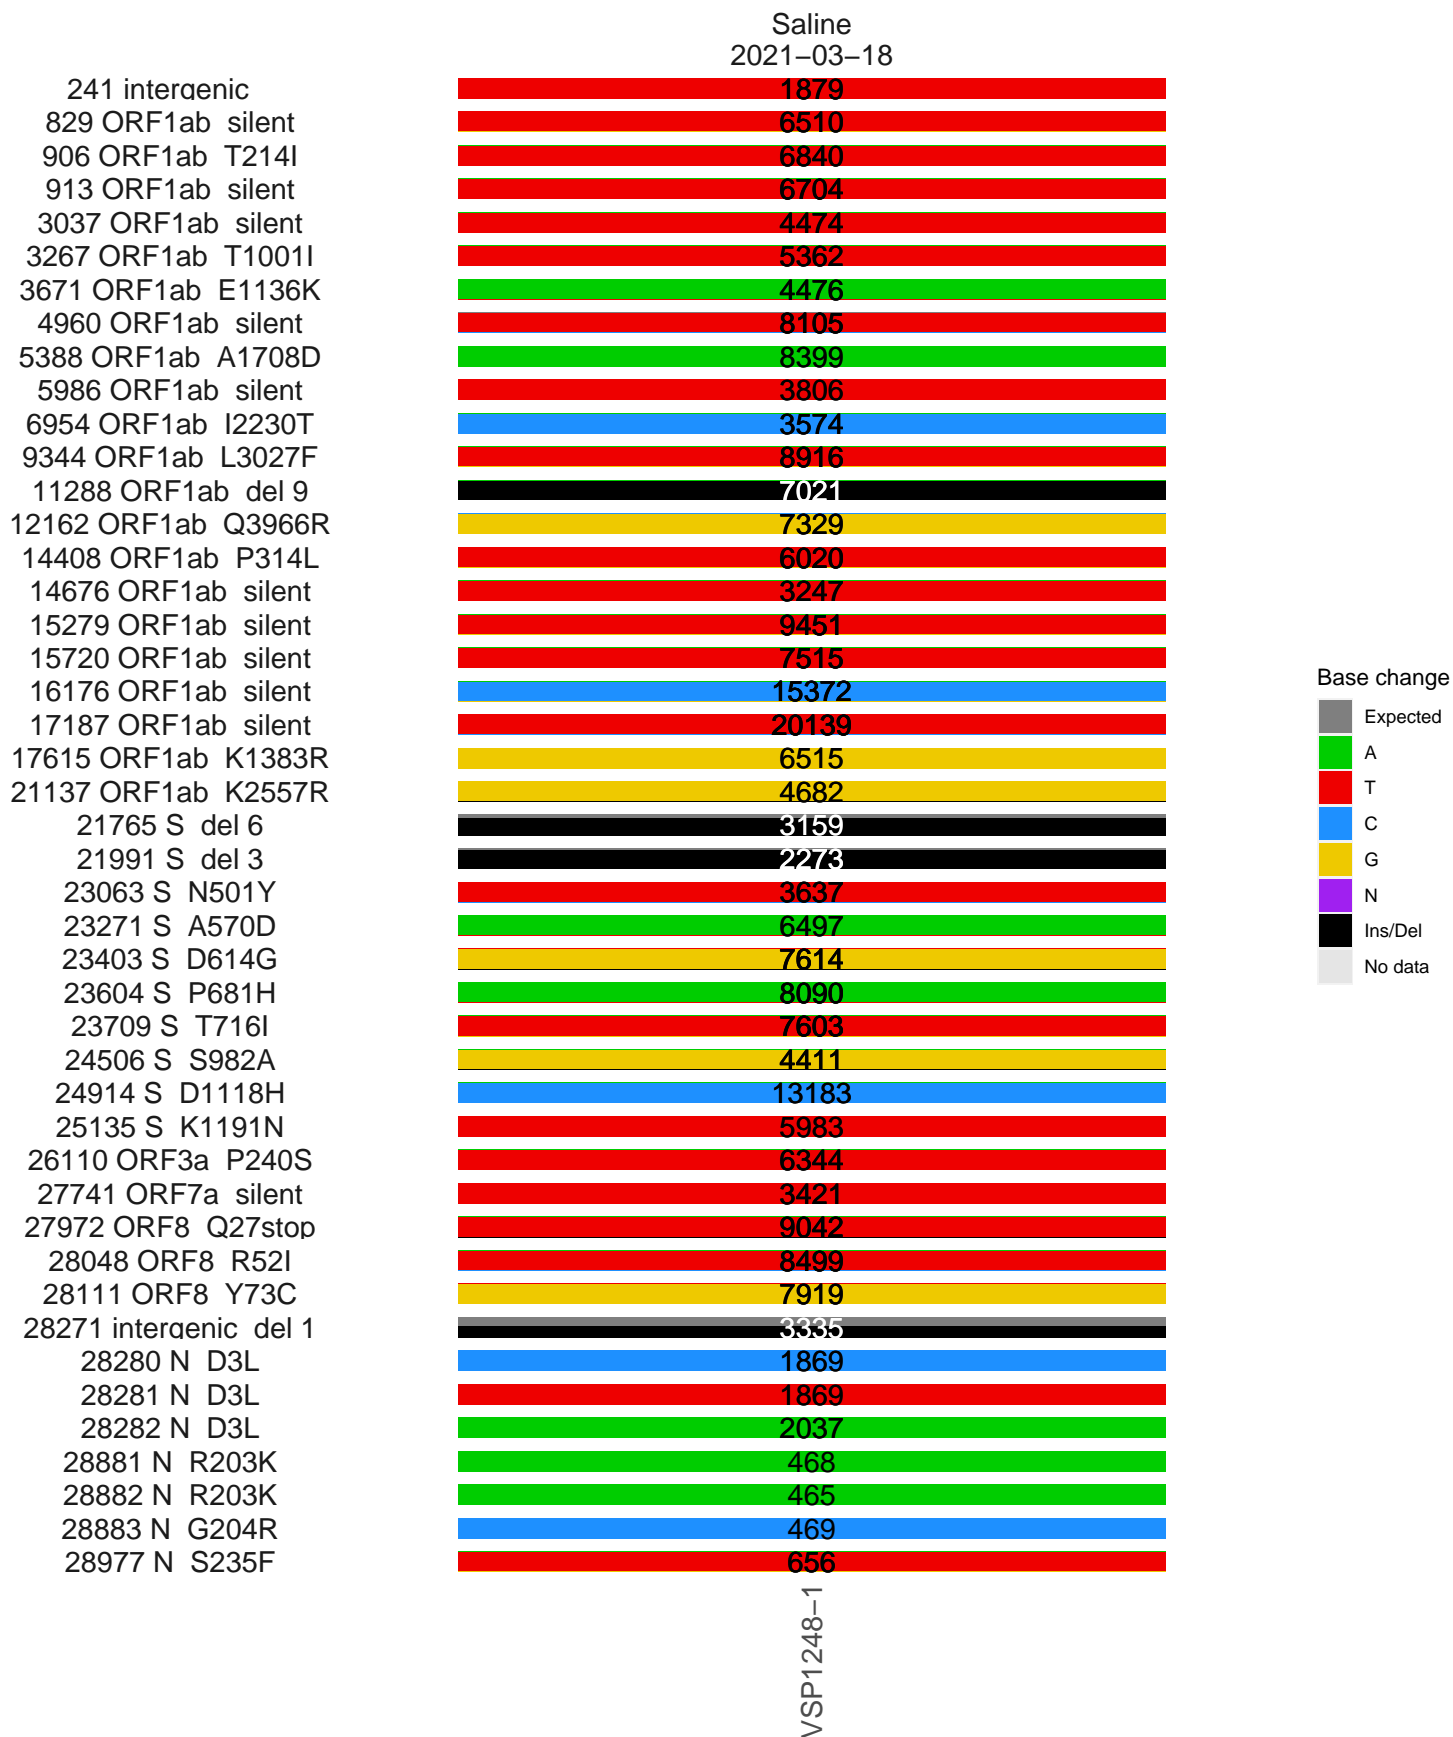 Saline
2021–03–18
241 intergenic 1879
829 ORF1ab silent 6510
906 ORF1ab T214I 6840
913 ORF1ab silent 6704
3037 ORF1ab silent 4474
3267 ORF1ab T1001I 5362
3671 ORF1ab E1136K 4476
4960 ORF1ab silent 8105
5388 ORF1ab A1708D 8399
5986 ORF1ab silent 3806
6954 ORF1ab I2230T 3574
9344 ORF1ab L3027F 8916
11288 ORF1ab del 9 7021
12162 ORF1ab Q3966R 7329
14408 ORF1ab P314L 6020
14676 ORF1ab silent 3247
15279 ORF1ab silent 9451
15720 ORF1ab silent 7515
16176 ORF1ab silent 15372
17187 ORF1ab silent 20139
17615 ORF1ab K1383R 6515
21137 ORF1ab K2557R 4682
21765 S del 6 3159
21991 S del 3 2273
23063 S N501Y 3637
23271 S A570D 6497
23403 S D614G 7614
23604 S P681H 8090
23709 S T716I 7603
24506 S S982A 4411
24914 S D1118H 13183
25135 S K1191N 5983
26110 ORF3a P240S 6344
27741 ORF7a silent 3421
27972 ORF8 Q27stop 9042
28048 ORF8 R52I 8499
28111 ORF8 Y73C 7919
28271 intergenic del 1 3335
28280 N D3L 1869
28281 N D3L 1869
28282 N D3L 2037
28881 N R203K 468
28882 N R203K 465
28883 N G204R 469
28977 N S235F 656
VSP1248–1
Base change
Expected
A
T
C
G
N
Ins/Del
No data